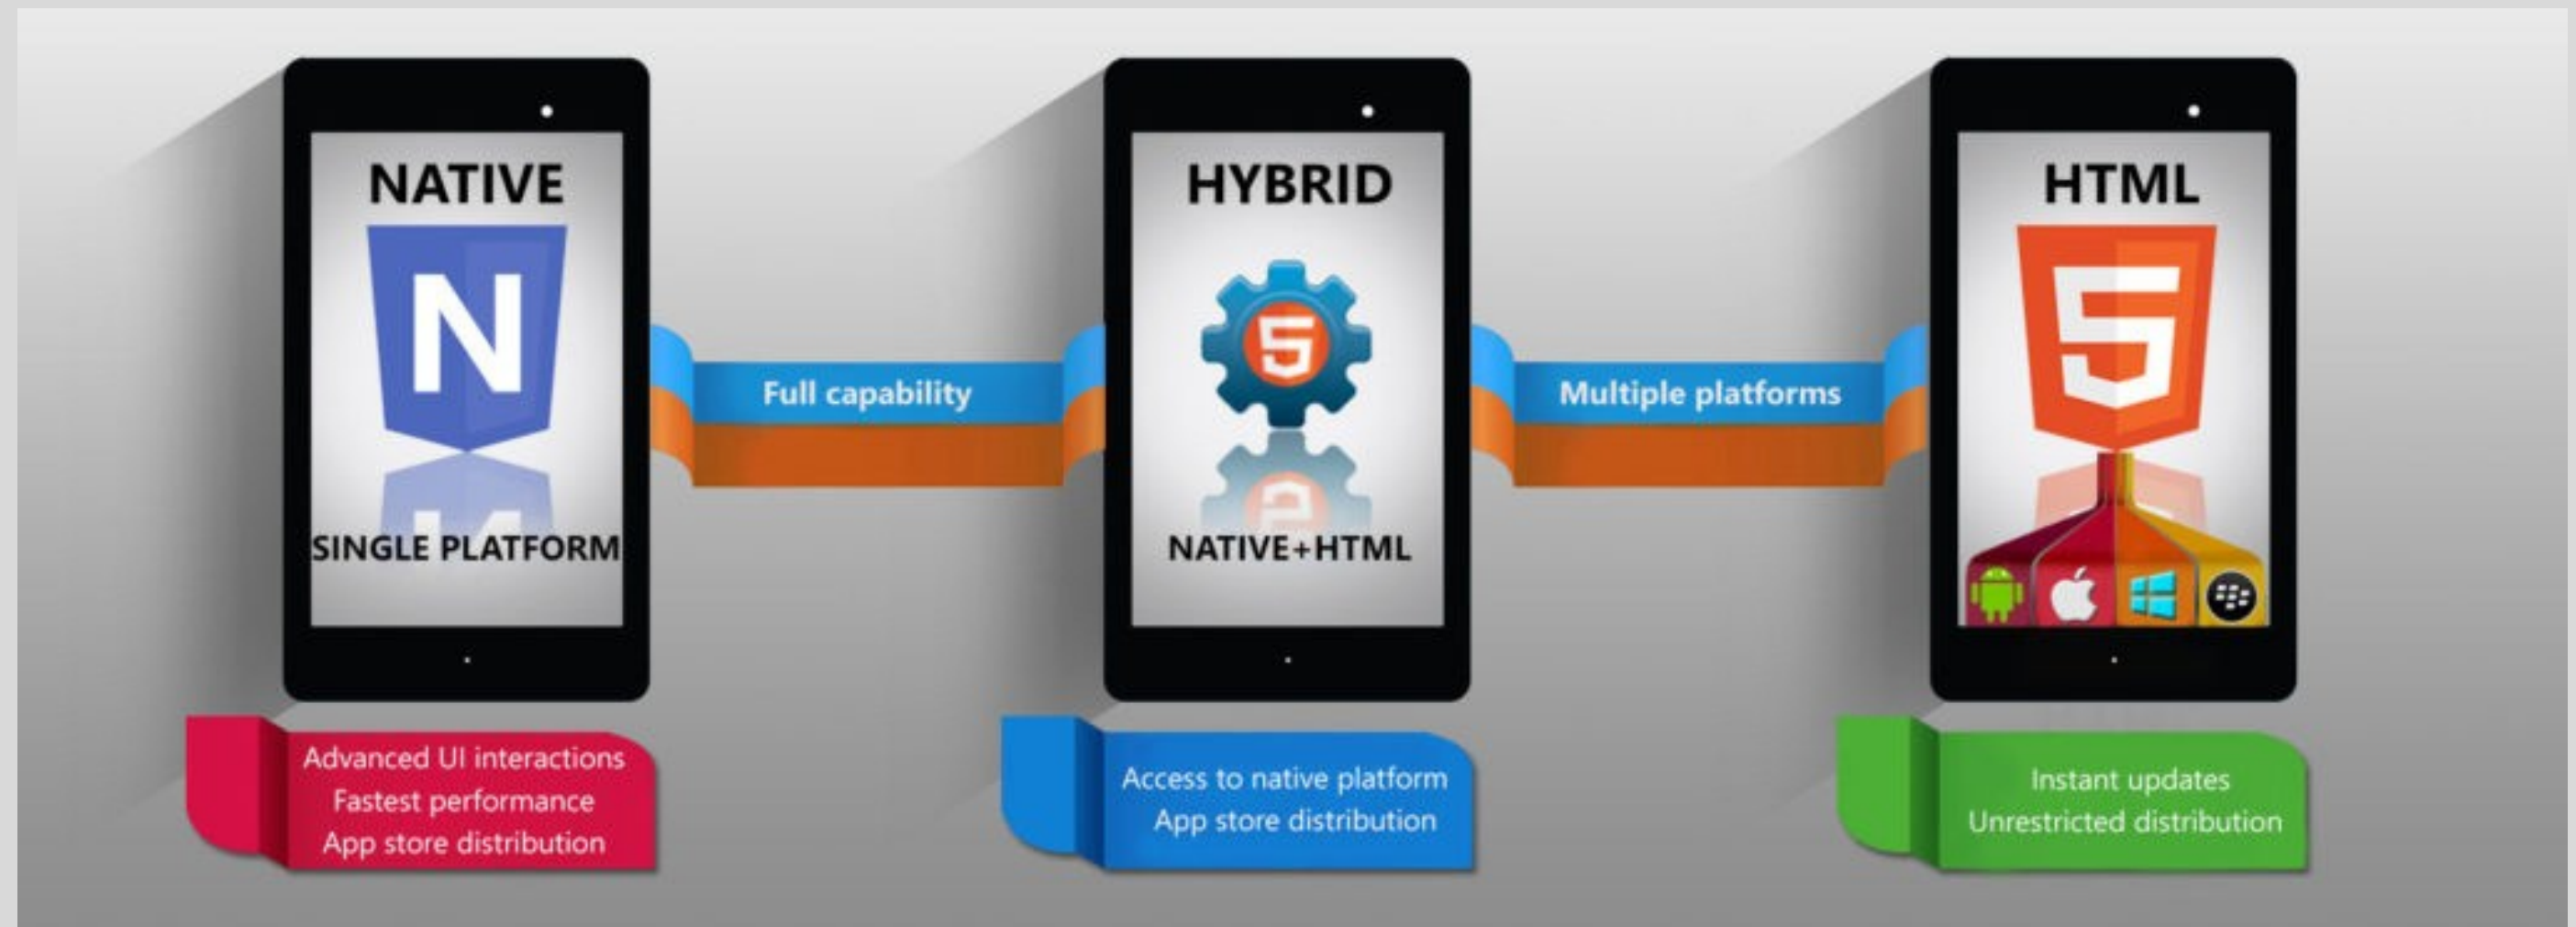 NATIVE
N
SINGLE PLATFORM
Advanced UI interactions
Fastest performance
App store distribution
Full capability
HYBRID
5
NATIVE+HTML
Access to native platform
App store distribution
Multiple platforms
HTML
5
Instant updates
Unrestricted distribution